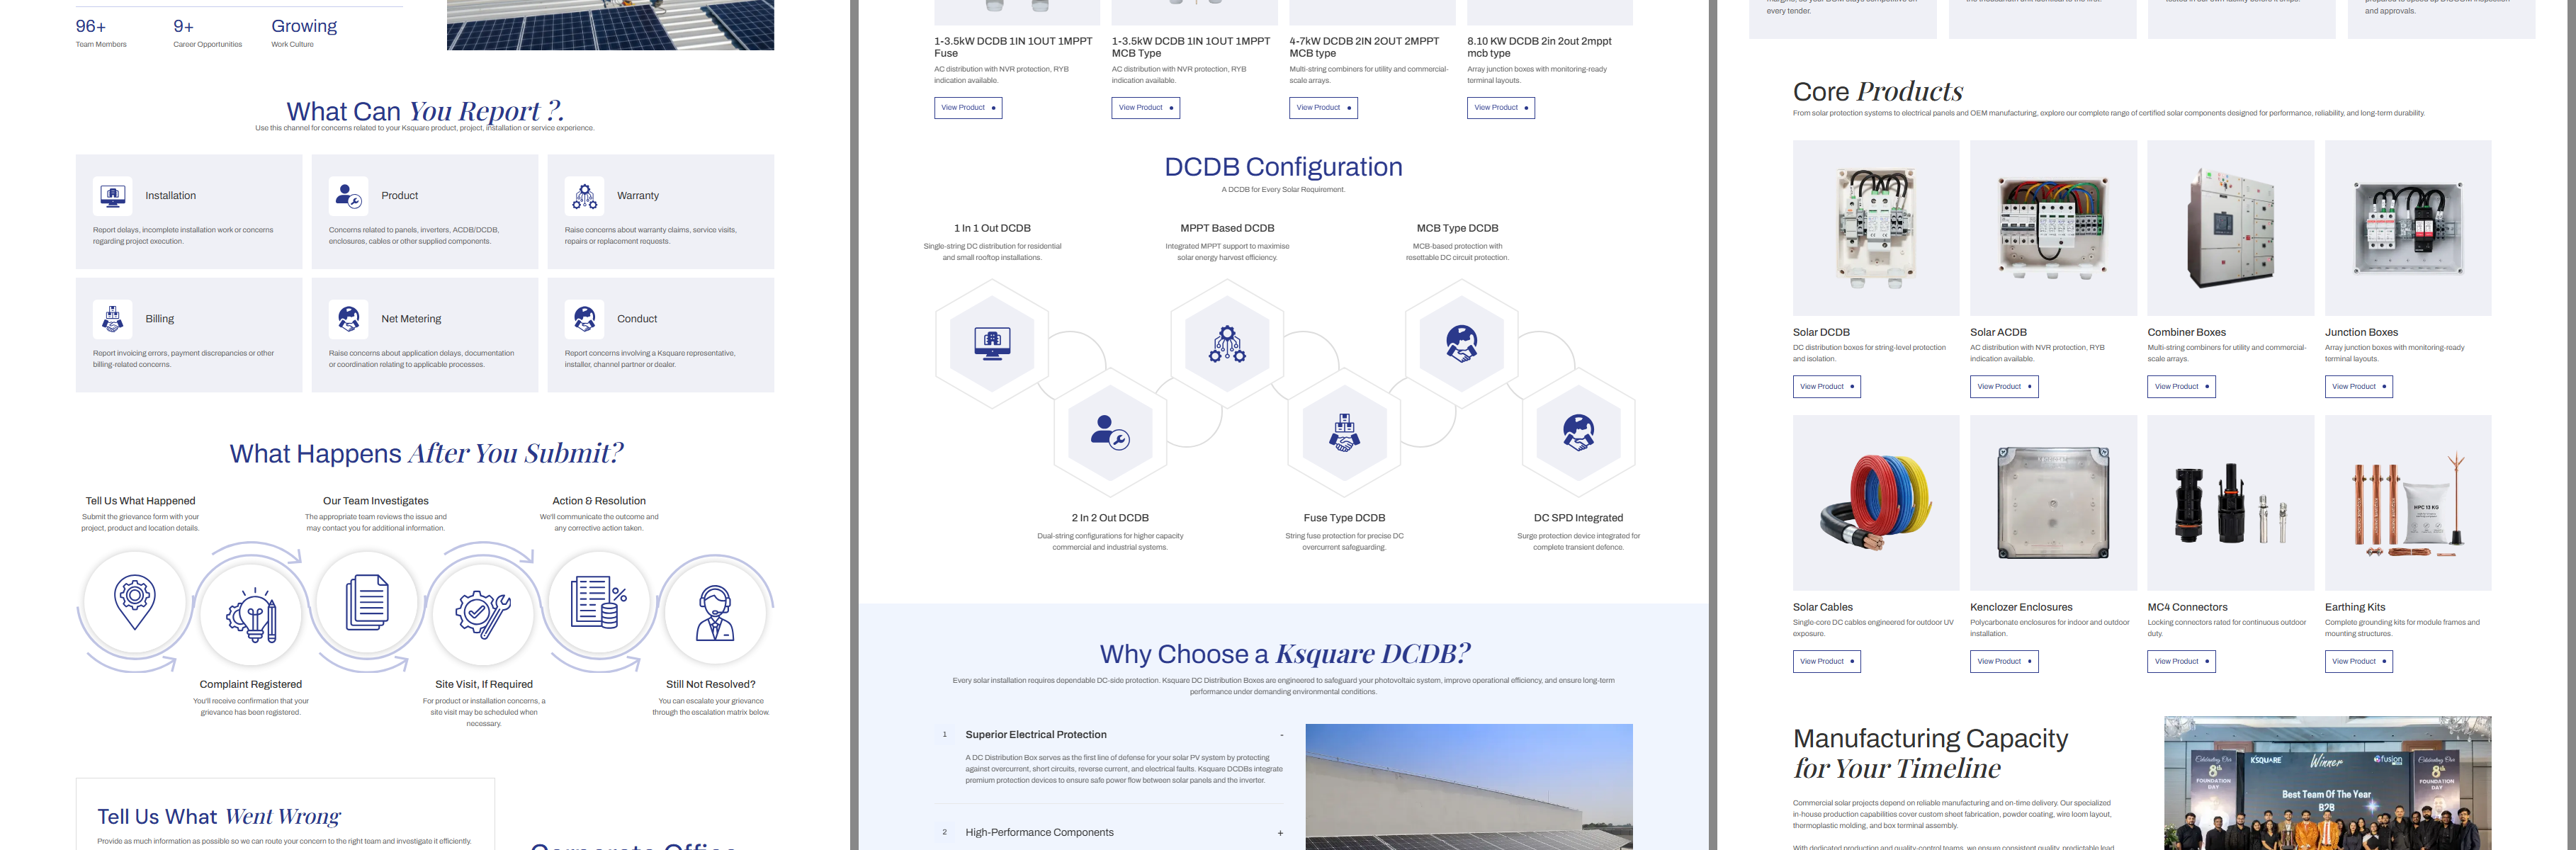 96+
Team Members
9+
Career Opportunities
Growing
Work Culture
What Can You Report ?.
Use this channel for concerns related to your Ksquare product, project, installation or service experience.
Installation
Report delays, incomplete installation work or concerns
regarding project execution.
Product
Concerns related to panels, inverters, ACDB/DCDB,
enclosures, cables or other supplied components.
Warranty
Raise concerns about warranty claims, service visits,
repairs or replacement requests.
Billing
Report invoicing errors, payment discrepancies or other
billing-related concerns.
Net Metering
Raise concerns about application delays, documentation
or coordination relating to applicable processes.
Conduct
Report concerns involving a Ksquare representative,
installer, channel partner or dealer.
What Happens After You Submit?
Tell Us What Happened
Submit the grievance form with your
project, product and location details.
Our Team Investigates
The appropriate team reviews the issue and
may contact you for additional information.
Action & Resolution
We'll communicate the outcome and
any corrective action taken.
Complaint Registered
You'll receive confirmation that your
grievance has been registered.
Site Visit, If Required
For product or installation concerns, a
site visit may be scheduled when
necessary.
Still Not Resolved?
You can escalate your grievance
through the escalation matrix below.
Tell Us What Went Wrong
Provide as much information as possible so we can route your concern to the right team and investigate it efficiently.
Corporate Office
1-3.5kW DCDB 1IN 1OUT 1MPPT
Fuse
AC distribution with NVR protection, RYB
indication available.
View Product
1-3.5kW DCDB 1IN 1OUT 1MPPT
MCB Type
AC distribution with NVR protection, RYB
indication available.
View Product
4-7kW DCDB 2IN 2OUT 2MPPT
MCB type
Multi-string combiners for utility and commercial-
scale arrays.
View Product
8.10 KW DCDB 2in 2out 2mppt
mcb type
Array junction boxes with monitoring-ready
terminal layouts.
View Product
DCDB Configuration
A DCDB for Every Solar Requirement.
1 In 1 Out DCDB
Single-string DC distribution for residential
and small rooftop installations.
MPPT Based DCDB
Integrated MPPT support to maximise
solar energy harvest efficiency.
MCB Type DCDB
MCB-based protection with
resettable DC circuit protection.
2 In 2 Out DCDB
Dual-string configurations for higher capacity
commercial and industrial systems.
Fuse Type DCDB
String fuse protection for precise DC
overcurrent safeguarding.
DC SPD Integrated
Surge protection device integrated for
complete transient defence.
Why Choose a Ksquare DCDB?
Every solar installation requires dependable DC-side protection. Ksquare DC Distribution Boxes are engineered to safeguard your photovoltaic system, improve operational efficiency, and ensure long-term
performance under demanding environmental conditions.
1
Superior Electrical Protection
-
A DC Distribution Box serves as the first line of defense for your solar PV system by protecting
against overcurrent, short circuits, reverse current, and electrical faults. Ksquare DCDBs integrate
premium protection devices to ensure safe power flow between solar panels and the inverter.
2
High-Performance Components
+
every tender.
and approvals.
Core Products
From solar protection systems to electrical panels and OEM manufacturing, explore our complete range of certified solar components designed for performance, reliability, and long-term durability.
Solar DCDB
DC distribution boxes for string-level protection
and isolation.
View Product
Solar ACDB
AC distribution with NVR protection, RYB
indication available.
View Product
Combiner Boxes
Multi-string combiners for utility and commercial-
scale arrays.
View Product
Junction Boxes
Array junction boxes with monitoring-ready
terminal layouts.
View Product
HPC 13 KG
Solar Cables
Single-core DC cables engineered for outdoor UV
exposure.
View Product
Kenclozer Enclosures
Polycarbonate enclosures for indoor and outdoor
installation.
View Product
MC4 Connectors
Locking connectors rated for continuous outdoor
duty.
View Product
Earthing Kits
Complete grounding kits for module frames and
mounting structures.
View Product
Manufacturing Capacity
for Your Timeline
Commercial solar projects depend on reliable manufacturing and on-time delivery. Our specialized
in-house production capabilities cover custom sheet fabrication, powder coating, wire loom layout,
thermoplastic molding, and box terminal assembly.
With dedicated production and quality-control teams, we ensure consistent quality, predictable lead
Celebrating Our
8th
FOUNDATION
DAY
KSQUARE
Winner
fusion
Best Team Of The Year
B2B
Celebrating Our
8th
FOUNDATION
DAY